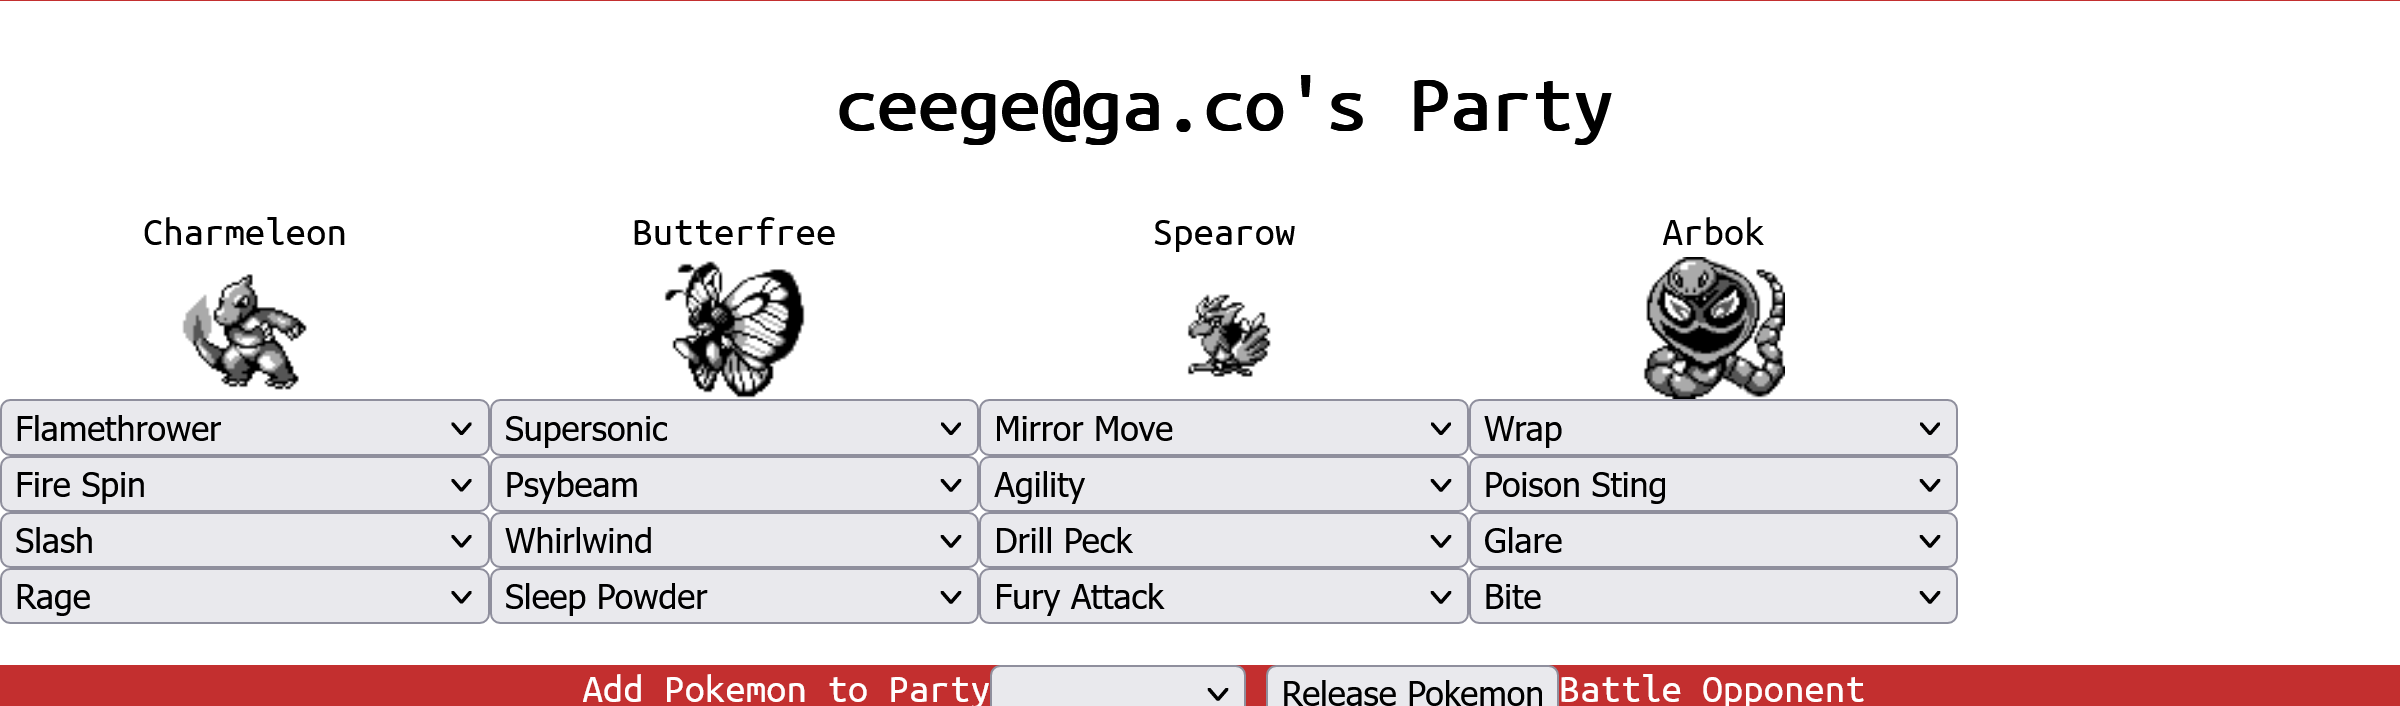 ceege@ga.co's Party
Charmeleon Butterfree Spearow Arbok
Flamethrower Supersonic Mirror Move Wrap
Fire Spin Psybeam Agility Poison Sting
Slash Whirlwind Drill Peck Glare
Rage Sleep Powder Fury Attack Bite
Add Pokemon to Party Release Pokemon Battle Opponent